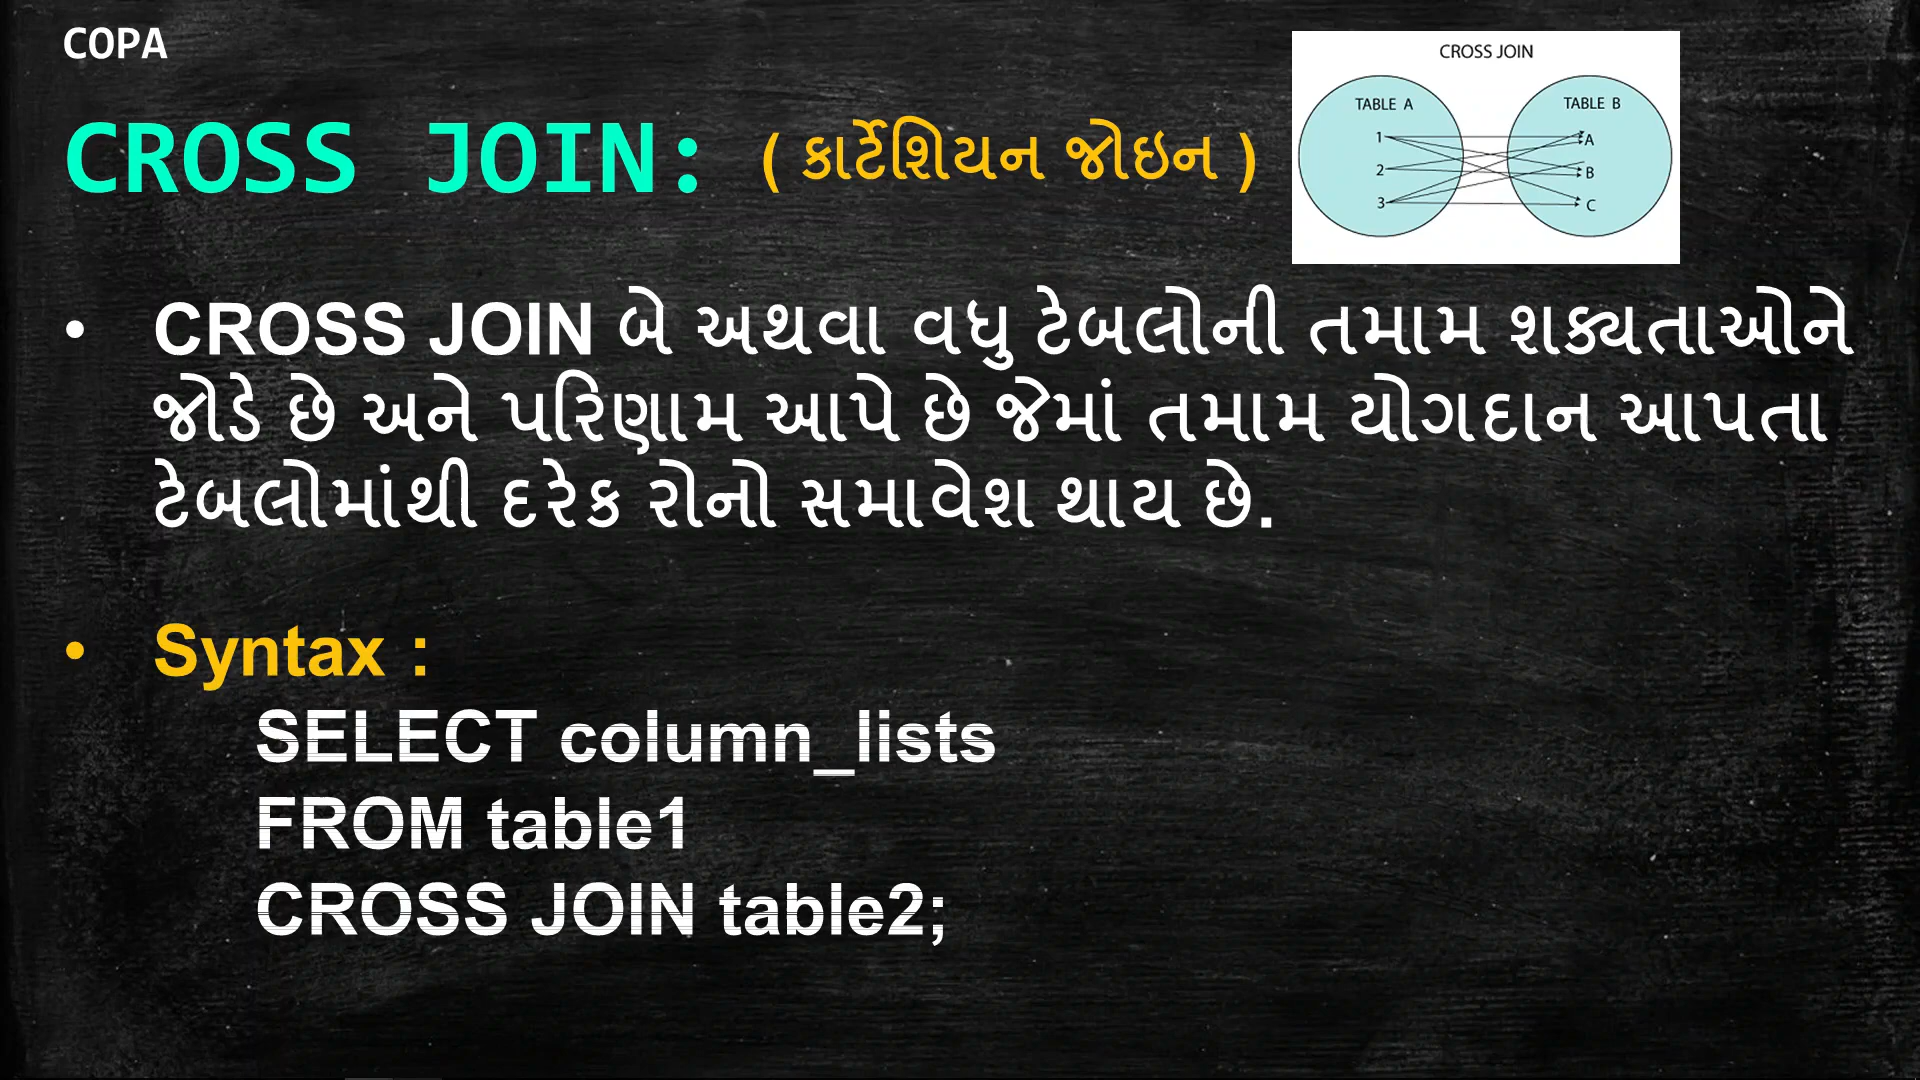 COPA
CROSS JOIN: ( કાર્ટેશિયન જોઇન )
CROSS JOIN
TABLE A TABLE B
1 A
2 B
3 C
• CROSS JOIN બે અથવા વધુ ટેબલોની તમામ શક્યતાઓને
જોડે છે અને પરિણામ આપે છે જેમાં તમામ યોગદાન આપતા
ટેબલોમાંથી દરેક રોનો સમાવેશ થાય છે.
• Syntax :
SELECT column_lists
FROM table1
CROSS JOIN table2;